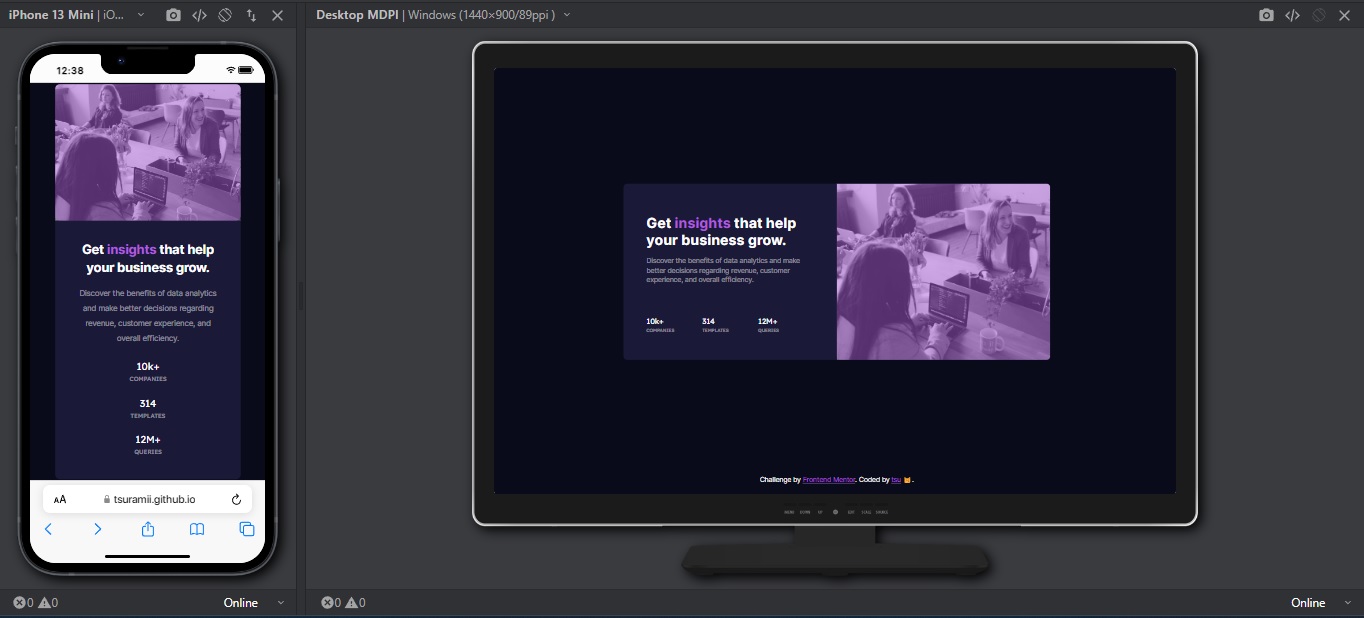 iPhone 13 Mini | iO...
12:38
Get insights that help
your business grow.
Discover the benefits of data analytics
and make better decisions regarding
revenue, customer experience, and
overall efficiency.
10k+
COMPANIES
314
TEMPLATES
12M+
QUERIES
AA tsuramii.github.io
0 0 Online
Desktop MDPI | Windows (1440×900/89ppi )
Get insights that help
your business grow.
Discover the benefits of data analytics and make
better decisions regarding revenue, customer
experience, and overall efficiency.
10k+ 314 12M+
COMPANIES TEMPLATES QUERIES
Challenge by Frontend Mentor. Coded by tsu 🐱.
0 0 Online